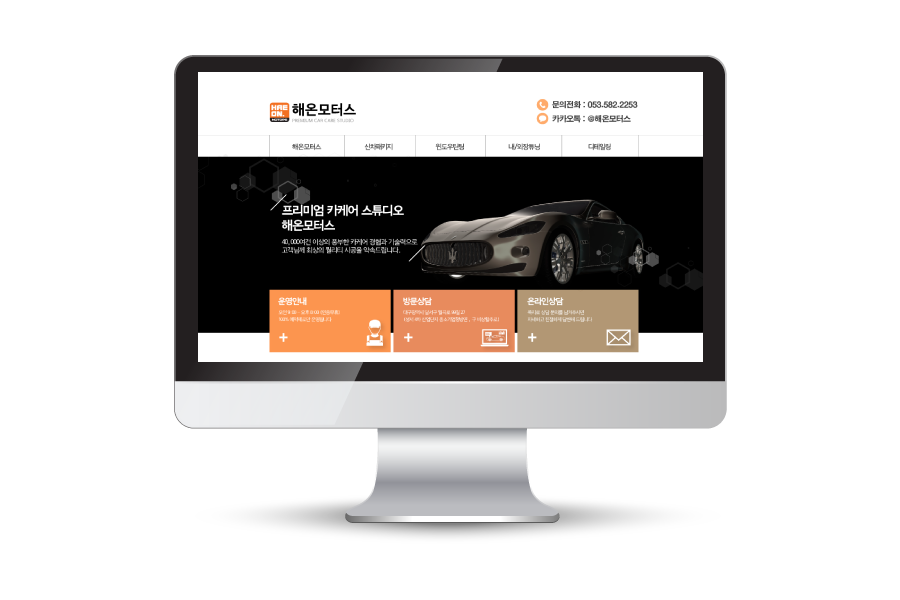 HAE
ON.
MOTORS
해온모터스
PREMIUM CAR CARE STUDIO
문의전화 : 053.582.2253
카카오톡 : @해온모터스
해온모터스
신차패키지
윈도우틴팅
내/외장튜닝
디테일링
프리미엄 카케어 스튜디오
해온모터스
40,000여건 이상의 풍부한 카케어 경험과 기술력으로
고객님께 최상의 퀄리티 시공을 약속드립니다.
운영안내
방문상담
온라인상담